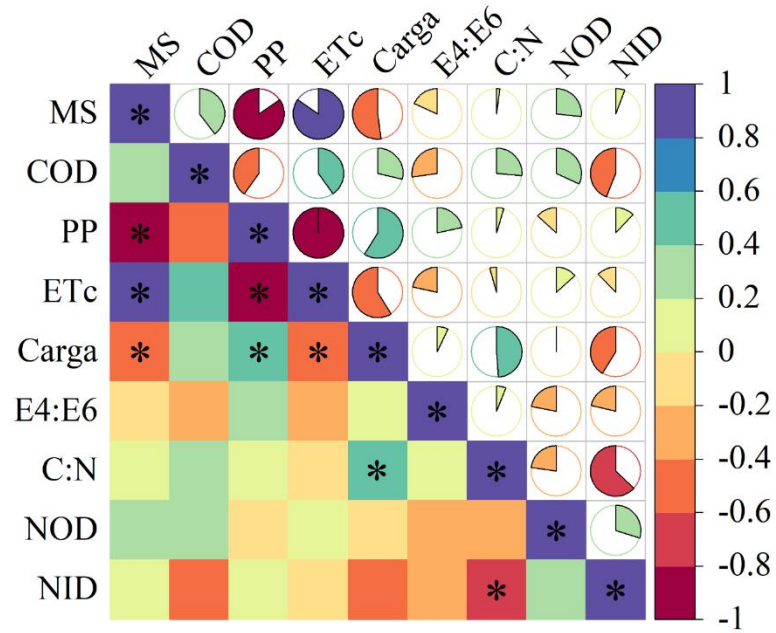 MS COD PP ETc Carga E4:E6 C:N NOD NID
MS
COD
PP
ETc
Carga
E4:E6
C:N
NOD
NID
* 
*
* *
* * *
* * * *
*
* *
*
* *
1
0.8
0.6
0.4
0.2
0
-0.2
-0.4
-0.6
-0.8
-1